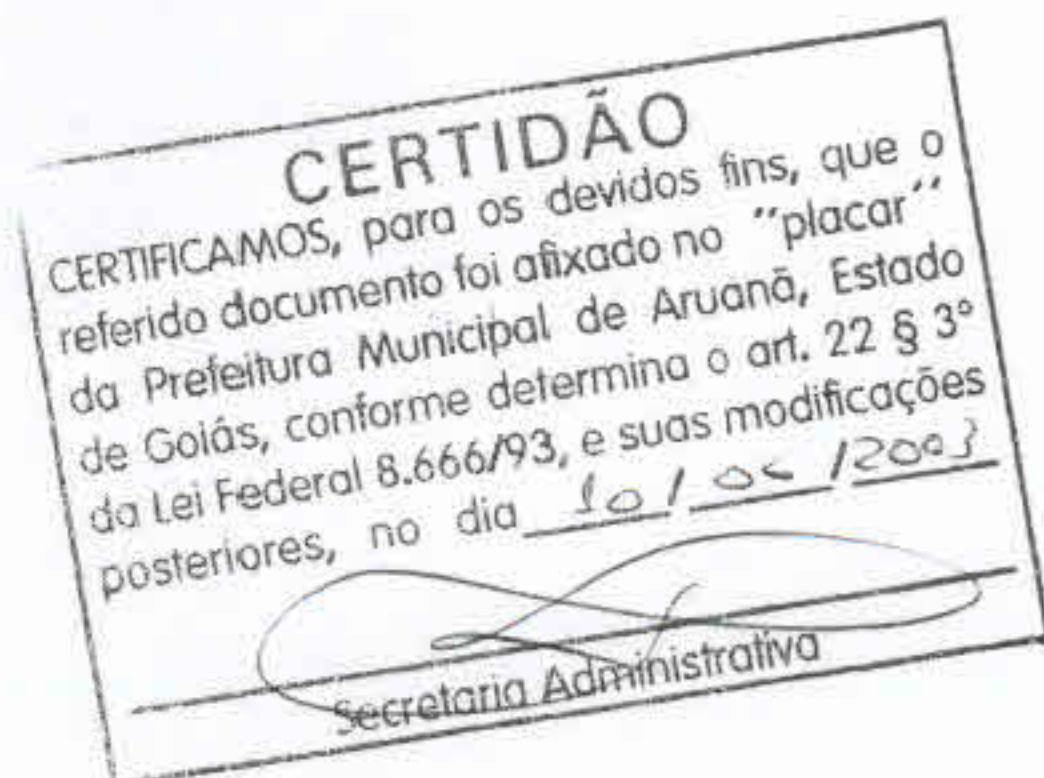 CERTIDÃO
CERTIFICAMOS, para os devidos fins, que o
referido documento foi afixado no "placar"
da Prefeitura Municipal de Aruanã, Estado
de Goiás, conforme determina o art. 22 § 3°
da Lei Federal 8.666/93, e suas modificações
posteriores, no dia 10/ /2003
Secretaria Administrativa